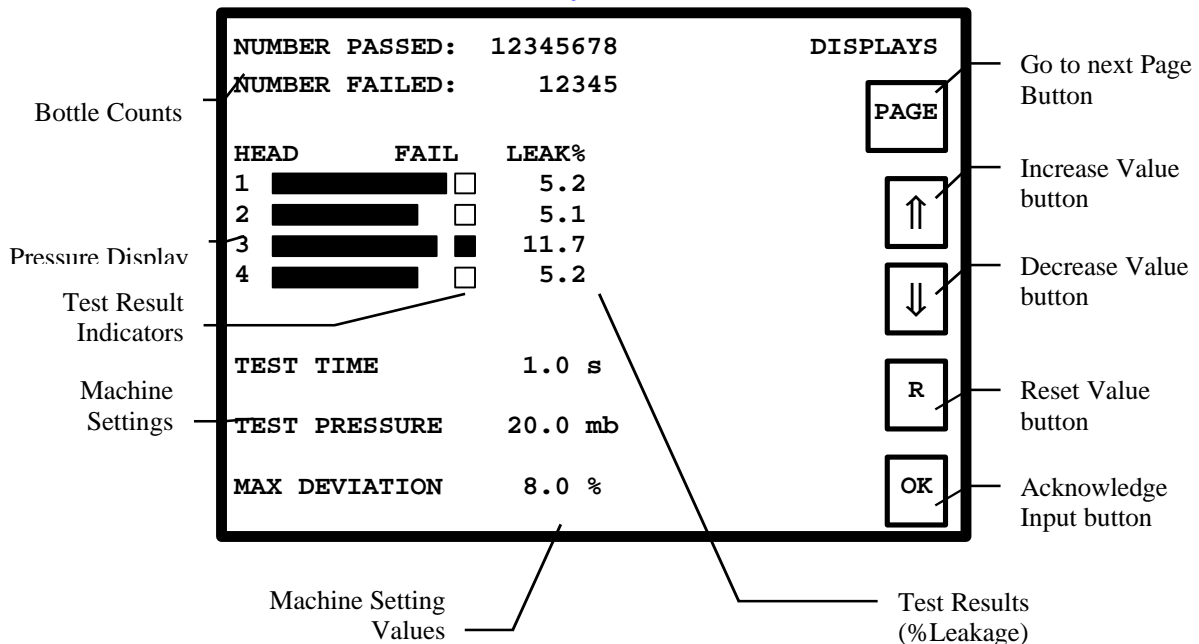 NUMBER PASSED: 12345678
DISPLAYS
NUMBER FAILED: 12345
PAGE
HEAD FAIL LEAK%
1 5.2
2 5.1
3 11.7
4 5.2
⇑
⇓
TEST TIME 1.0 s
R
TEST PRESSURE 20.0 mb
MAX DEVIATION 8.0 %
OK
Bottle Counts
Pressure Display
Test Result
Indicators
Machine
Settings
Machine Setting
Values
Go to next Page
Button
Increase Value
button
Decrease Value
button
Reset Value
button
Acknowledge
Input button
Test Results
(%Leakage)